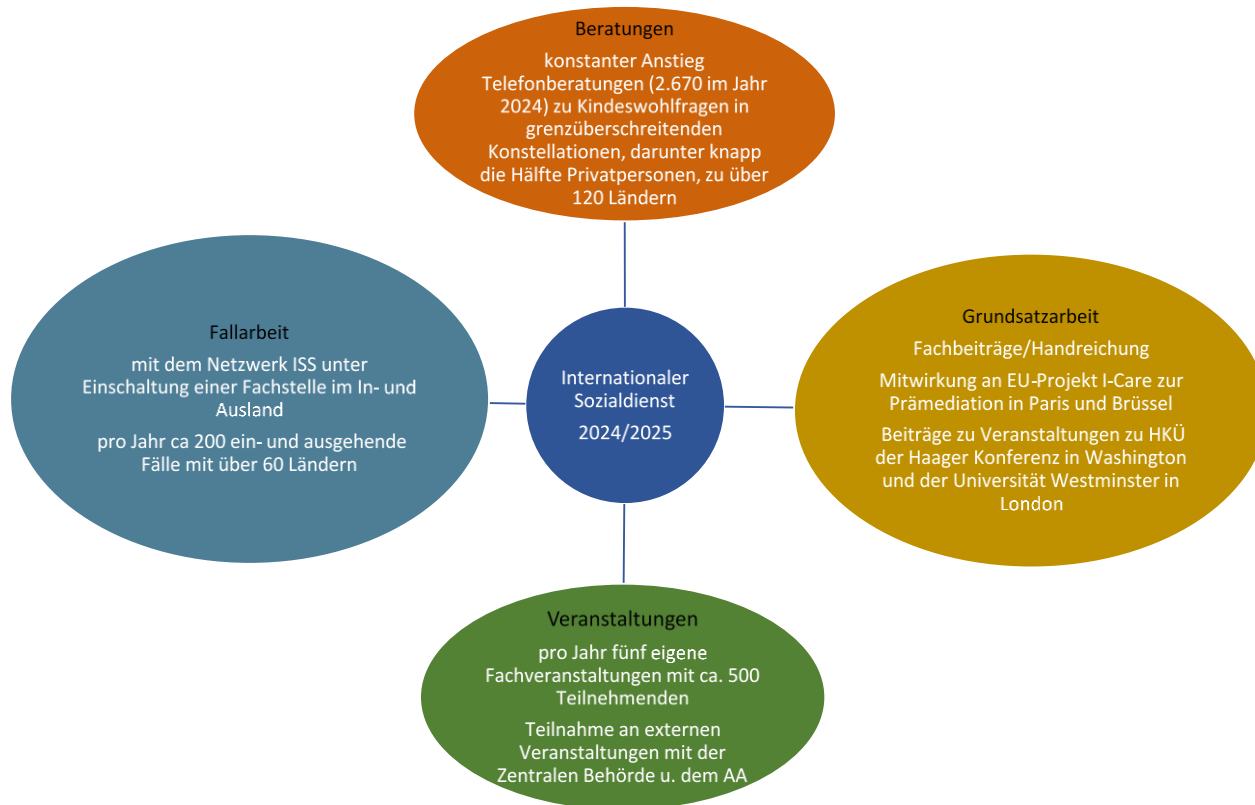 Beratungen
konstanter Anstieg
Telefonberatungen (2.670 im Jahr
2024) zu Kindeswohlfragen in
grenzüberschreitenden
Konstellationen, darunter knapp
die Hälfte Privatpersonen, zu über
120 Ländern
Fallarbeit
mit dem Netzwerk ISS unter
Einschaltung einer Fachstelle im In- und
Ausland
pro Jahr ca 200 ein- und ausgehende
Fälle mit über 60 Ländern
Internationaler
Sozialdienst
2024/2025
Grundsatzarbeit
Fachbeiträge/Handreichung
Mitwirkung an EU-Projekt I-Care zur
Prämediation in Paris und Brüssel
Beiträge zu Veranstaltungen zu HKÜ
der Haager Konferenz in Washington
und der Universität Westminster in
London
Veranstaltungen
pro Jahr fünf eigene
Fachveranstaltungen mit ca. 500
Teilnehmenden
Teilnahme an externen
Veranstaltungen mit der
Zentralen Behörde u. dem AA